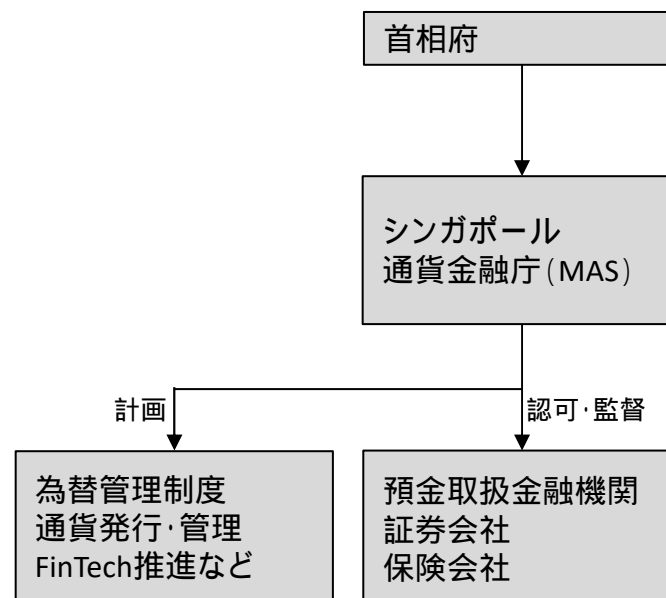 首相府
シンガポール
通貨金融庁(MAS)
計画
認可・監督
為替管理制度
通貨発行・管理
FinTech推進など
預金取扱金融機関
証券会社
保険会社